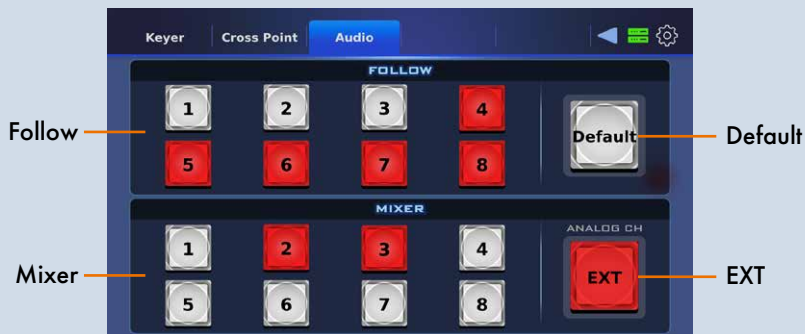 Keyer Cross Point Audio
FOLLOW
1 2 3 4
Follow Default Default
5 6 7 8
MIXER
ANALOG CH
1 2 3 4
Mixer EXT EXT
5 6 7 8